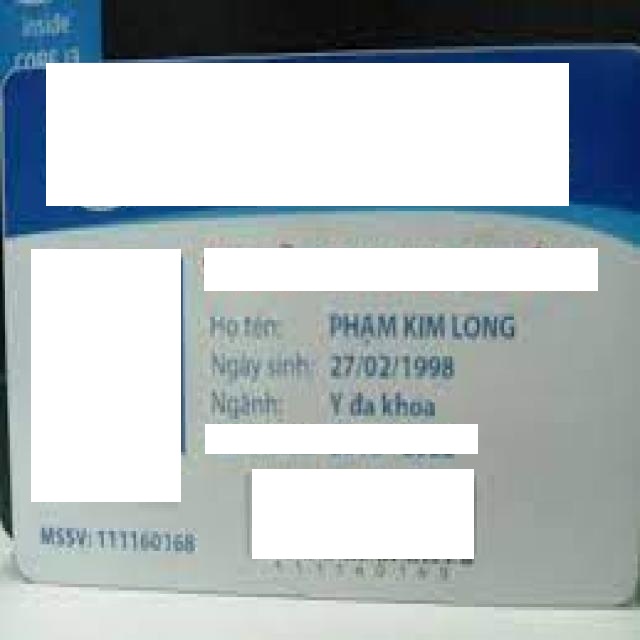 inside
CORE i3
Họ tên: PHẠM KIM LONG
Ngày sinh: 27/02/1998
Ngành: Y đa khoa
MSSV: 111160168